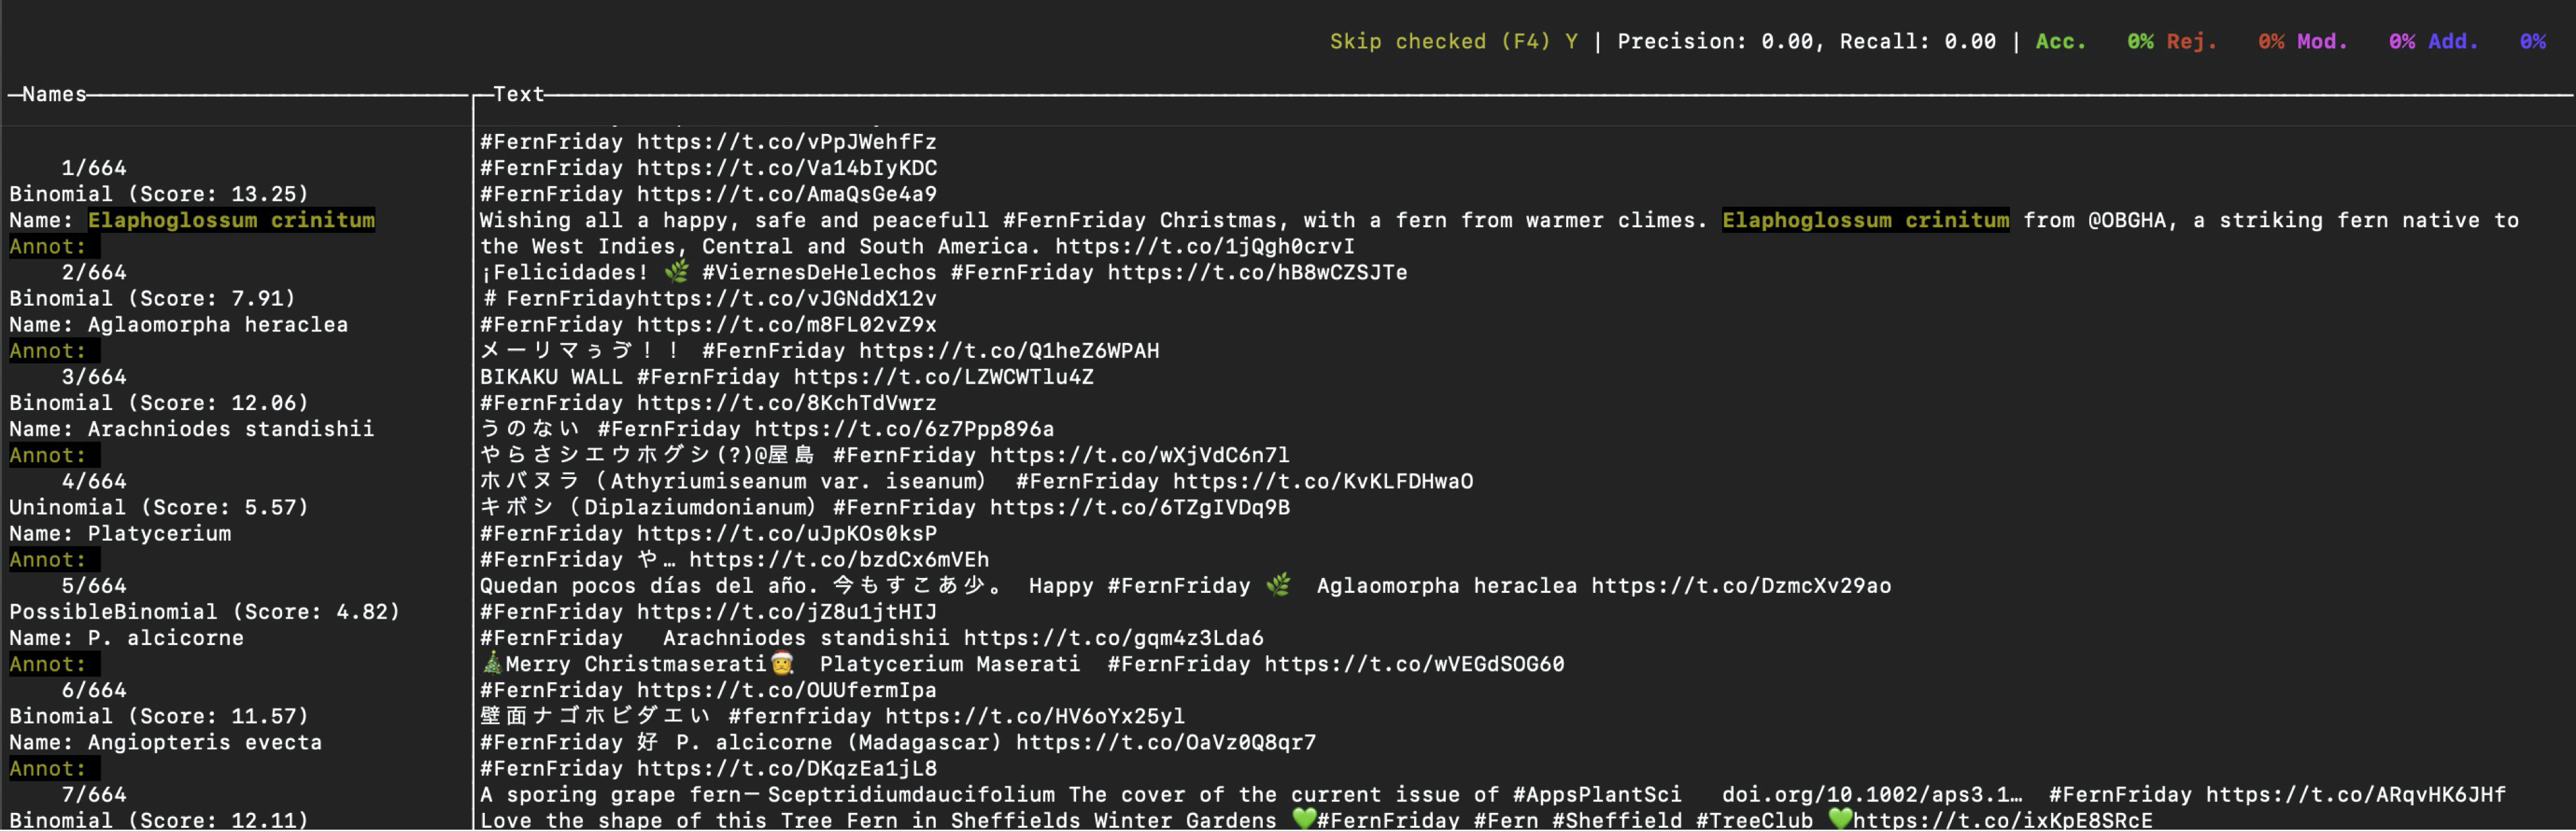 Skip checked (F4) Y | Precision: 0.00, Recall: 0.00 | Acc. 0% Rej. 0% Mod. 0% Add. 0%
Names
1/664
Binomial (Score: 13.25)
Name: Elaphoglossum crinitum
Annot:
2/664
Binomial (Score: 7.91)
Name: Aglaomorpha heraclea
Annot:
3/664
Binomial (Score: 12.06)
Name: Arachniodes standishii
Annot:
4/664
Uninomial (Score: 5.57)
Name: Platycerium
Annot:
5/664
PossibleBinomial (Score: 4.82)
Name: P. alcicorne
Annot:
6/664
Binomial (Score: 11.57)
Name: Angiopteris evecta
Annot:
7/664
Binomial (Score: 12.11)
Text
#FernFriday https://t.co/vPpJWehfFz
#FernFriday https://t.co/Va14bIyKDC
#FernFriday https://t.co/AmaQsGe4a9
Wishing all a happy, safe and peacefull #FernFriday Christmas, with a fern from warmer climes. Elaphoglossum crinitum from @OBGHA, a striking fern native to
the West Indies, Central and South America. https://t.co/1jQgh0crvI
¡Felicidades! 🌿 #ViernesDeHelechos #FernFriday https://t.co/hB8wCZSJTe
# FernFridayhttps://t.co/vJGNddX12v
#FernFriday https://t.co/m8FL02vZ9x
メーリマぅゔ！！ #FernFriday https://t.co/Q1heZ6WPAH
BIKAKU WALL #FernFriday https://t.co/LZWCWTlu4Z
#FernFriday https://t.co/8KchTdVwrz
うのない #FernFriday https://t.co/6z7Ppp896a
やらさシエウホグシ(?)@屋島 #FernFriday https://t.co/wXjVdC6n7l
ホバヌラ（Athyriumiseanum var. iseanum） #FernFriday https://t.co/KvKLFDHwaO
キボシ（Diplaziumdonianum）#FernFriday https://t.co/6TZgIVDq9B
#FernFriday https://t.co/uJpKOs0ksP
#FernFriday や… https://t.co/bzdCx6mVEh
Quedan pocos días del año. 今もすこあ少。 Happy #FernFriday 🌿 Aglaomorpha heraclea https://t.co/DzmcXv29ao
#FernFriday https://t.co/jZ8u1jtHIJ
#FernFriday Arachniodes standishii https://t.co/gqm4z3Lda6
🎄Merry Christmaserati🎅 Platycerium Maserati #FernFriday https://t.co/wVEGdSOG60
#FernFriday https://t.co/OUUfermIpa
壁面ナゴホビダエい #fernfriday https://t.co/HV6oYx25yl
#FernFriday 好 P. alcicorne (Madagascar) https://t.co/OaVz0Q8qr7
#FernFriday https://t.co/DKqzEa1jL8
A sporing grape fern— Sceptridiumdaucifolium The cover of the current issue of #AppsPlantSci doi.org/10.1002/aps3.1… #FernFriday https://t.co/ARqvHK6JHf
Love the shape of this Tree Fern in Sheffields Winter Gardens 💚#FernFriday #Fern #Sheffield #TreeClub 💚https://t.co/ixKpE8SRcE